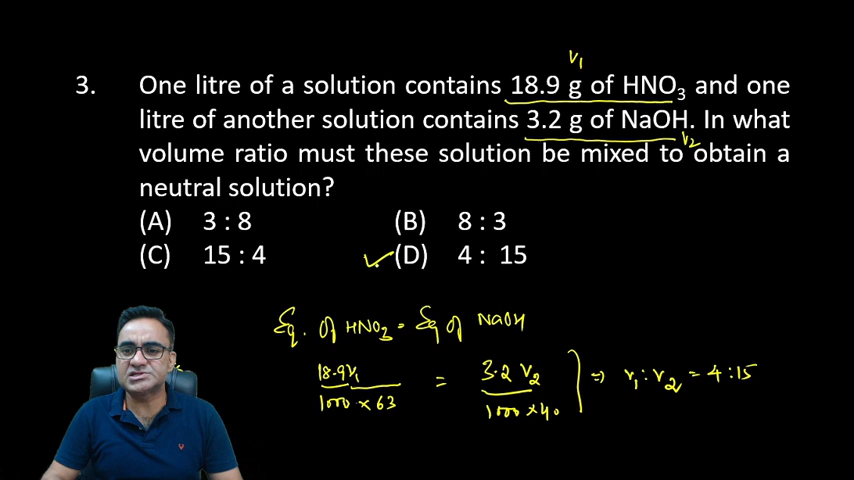 V₁
3. One litre of a solution contains 18.9 g of HNO₃ and one
litre of another solution contains 3.2 g of NaOH. In what
V₂
volume ratio must these solution be mixed to obtain a
neutral solution?
(A) 3 : 8 (B) 8 : 3
(C) 15 : 4 ✓(D) 4 : 15
Eq. of HNO₃ = Eq of NaOH
18.9V₁ / 1000 × 63 = 3.2 V₂ / 1000 × 40 ⇒ V₁ : V₂ = 4 : 15